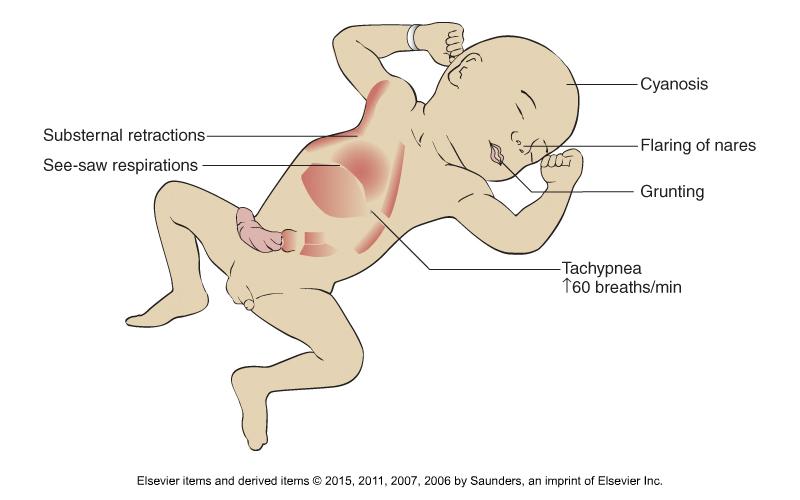 Cyanosis
Substernal retractions
Flaring of nares
See-saw respirations
Grunting
Tachypnea
↑60 breaths/min
Elsevier items and derived items © 2015, 2011, 2007, 2006 by Saunders, an imprint of Elsevier Inc.